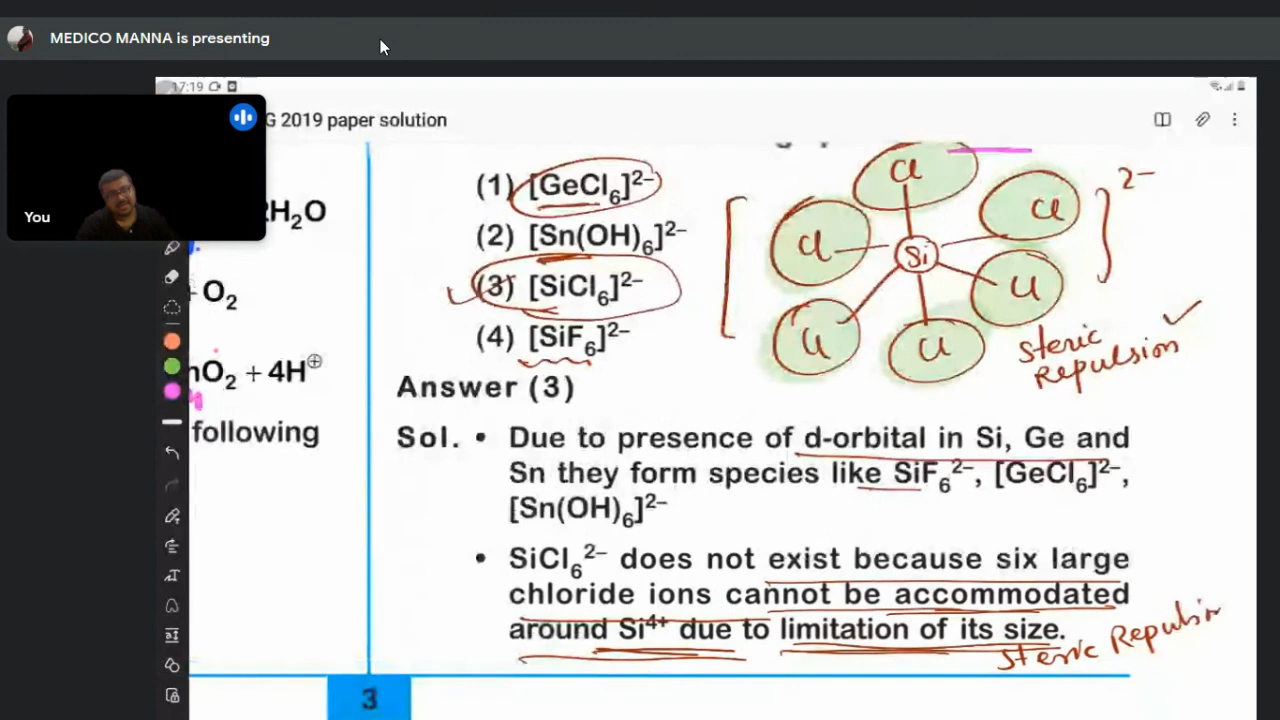 MEDICO MANNA is presenting
17:19
G 2019 paper solution
You
RH₂O
+ O₂
nO₂ + 4H⊕
following
(1) [GeCl₆]²⁻
(2) [Sn(OH)₆]²⁻
(3) [SiCl₆]²⁻
(4) [SiF₆]²⁻
Cl
Cl
Cl
Si
Cl
Cl
Cl
2-
Steric
Repulsion
Answer (3)
Sol. • Due to presence of d-orbital in Si, Ge and
Sn they form species like SiF₆²⁻, [GeCl₆]²⁻,
[Sn(OH)₆]²⁻
• SiCl₆²⁻ does not exist because six large
chloride ions cannot be accommodated
around Si⁴⁺ due to limitation of its size.
Steric Repulsion
3